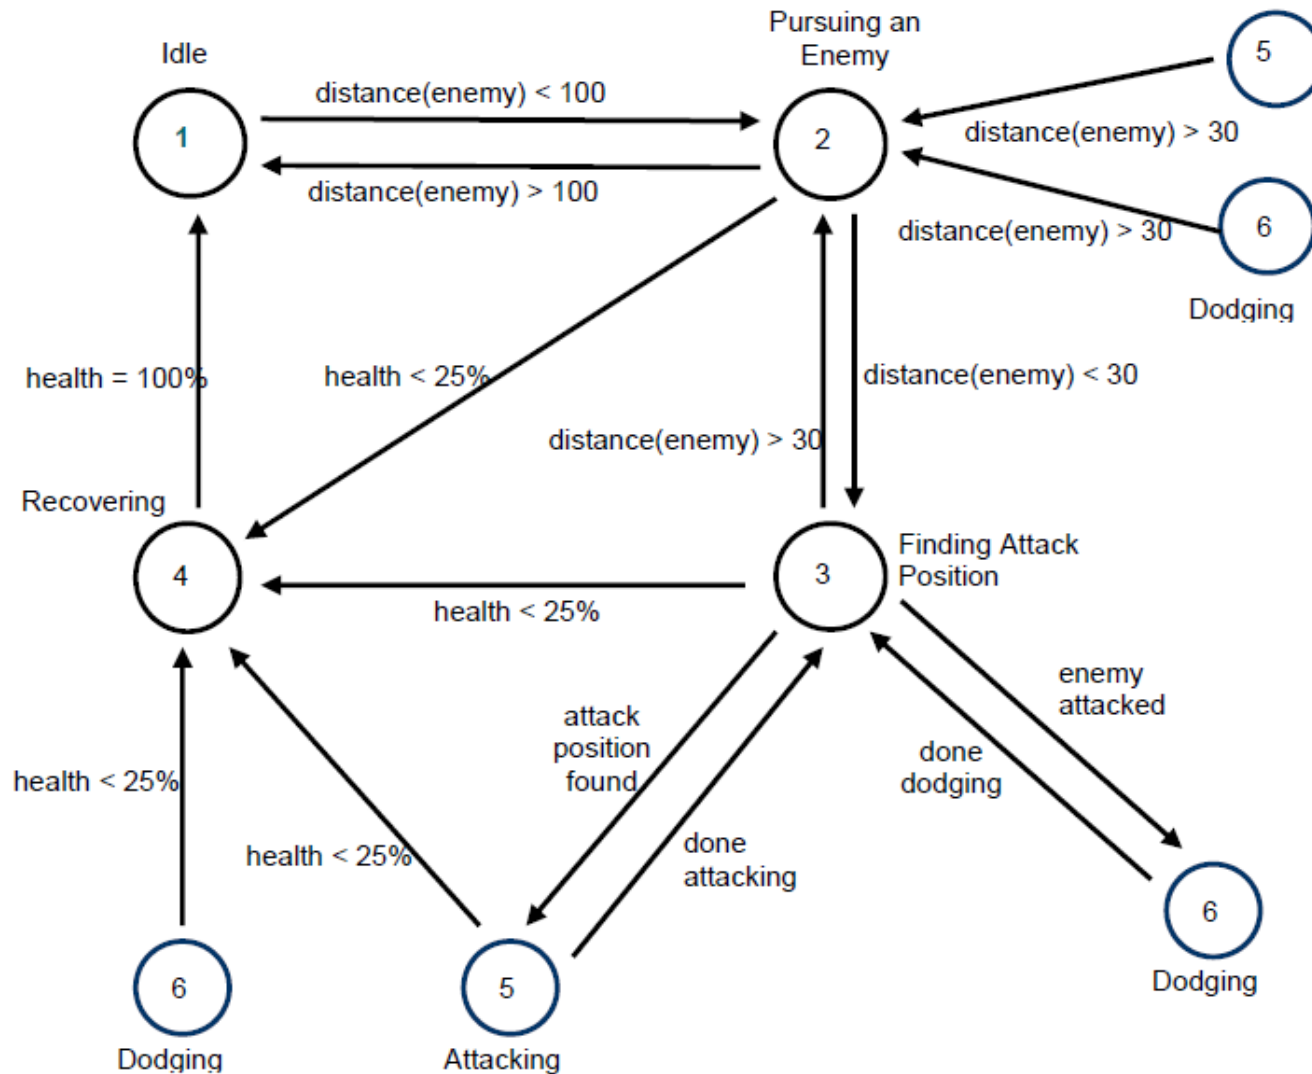 Idle
Pursuing an
Enemy
5
distance(enemy) < 100
1
2
distance(enemy) > 30
distance(enemy) > 100
6
distance(enemy) > 30
Dodging
health = 100%
health < 25%
distance(enemy) < 30
distance(enemy) > 30
Recovering
Finding Attack
Position
4
3
health < 25%
enemy
attacked
attack
position
found
done
dodging
health < 25%
health < 25%
done
attacking
6
Dodging
6
Dodging
5
Attacking